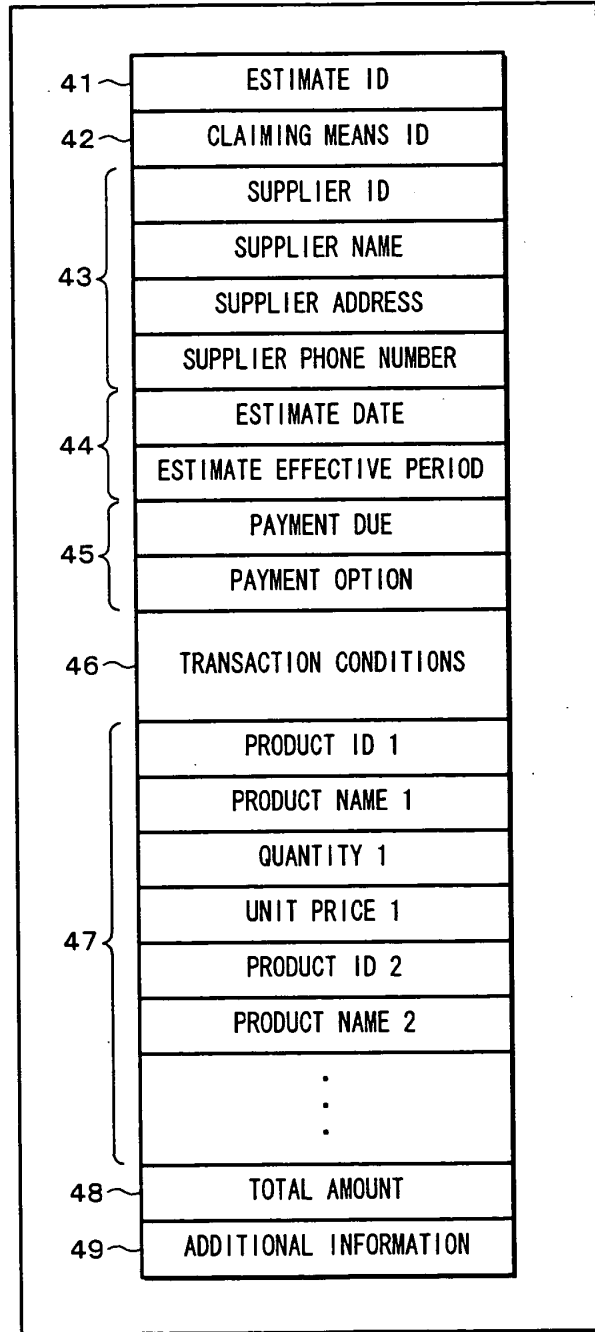 41 ESTIMATE ID
42 CLAIMING MEANS ID
43 SUPPLIER ID
SUPPLIER NAME
SUPPLIER ADDRESS
SUPPLIER PHONE NUMBER
44 ESTIMATE DATE
ESTIMATE EFFECTIVE PERIOD
45 PAYMENT DUE
PAYMENT OPTION
46 TRANSACTION CONDITIONS
47 PRODUCT ID 1
PRODUCT NAME 1
QUANTITY 1
UNIT PRICE 1
PRODUCT ID 2
PRODUCT NAME 2
.
.
.
48 TOTAL AMOUNT
49 ADDITIONAL INFORMATION